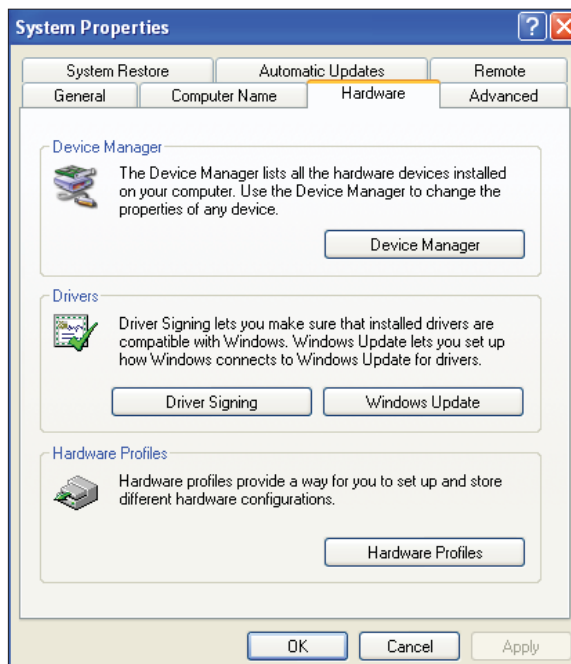 System Properties
System Restore Automatic Updates Remote
General Computer Name Hardware Advanced
Device Manager
The Device Manager lists all the hardware devices installed
on your computer. Use the Device Manager to change the
properties of any device.
Device Manager
Drivers
Driver Signing lets you make sure that installed drivers are
compatible with Windows. Windows Update lets you set up
how Windows connects to Windows Update for drivers.
Driver Signing Windows Update
Hardware Profiles
Hardware profiles provide a way for you to set up and store
different hardware configurations.
Hardware Profiles
OK Cancel Apply